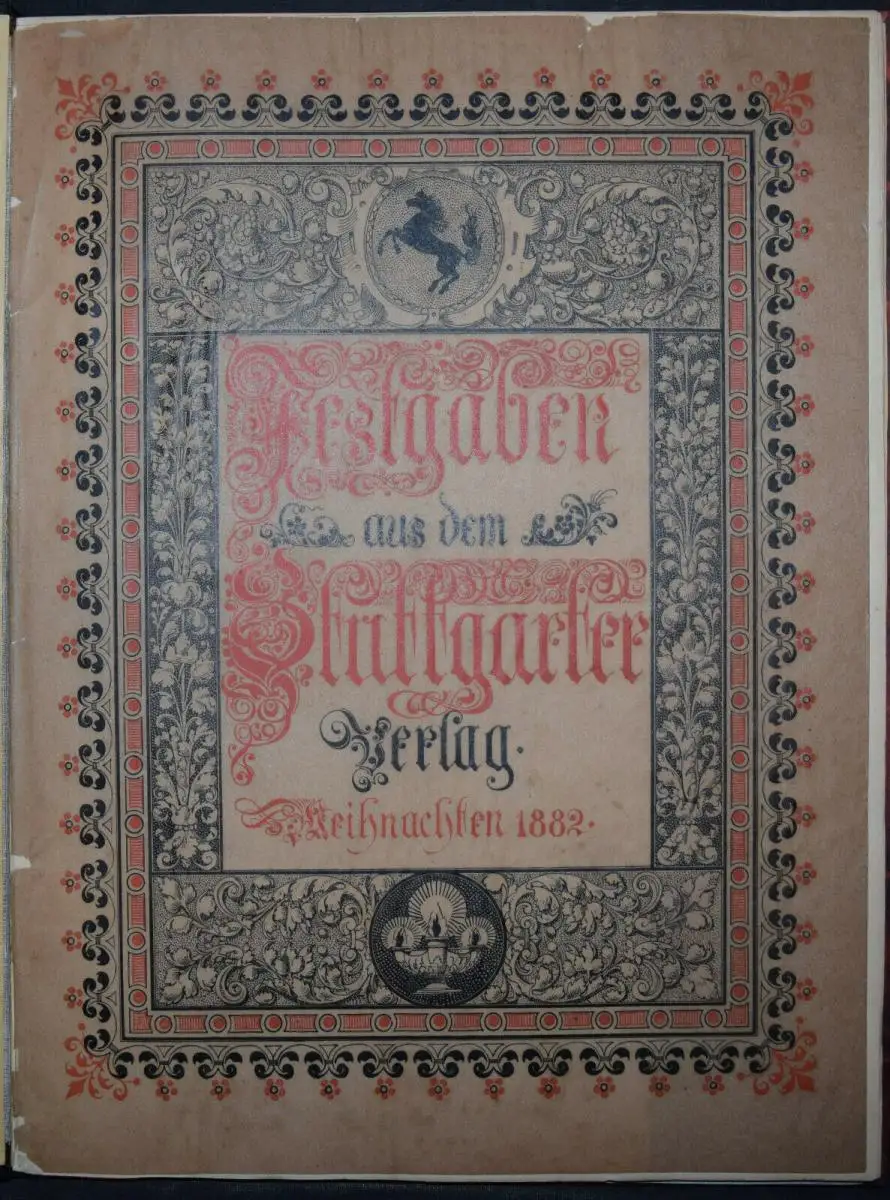 Festgaben
aus dem
Stuttgarter
Verlag.
Weihnachten 1882.